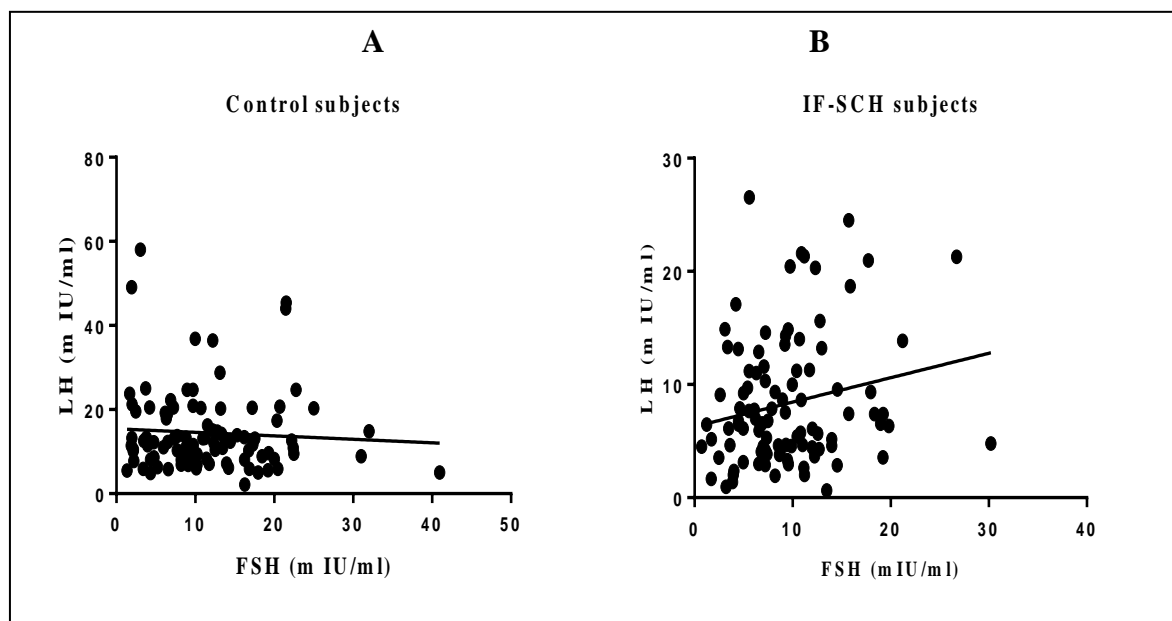 A
Control subjects
80
60
40
20
0
LH (m IU/ml)
0 10 20 30 40 50
FSH (m IU/ml)
B
IF-SCH subjects
30
20
10
0
LH (m IU/ml)
0 10 20 30 40
FSH (mIU/ml)